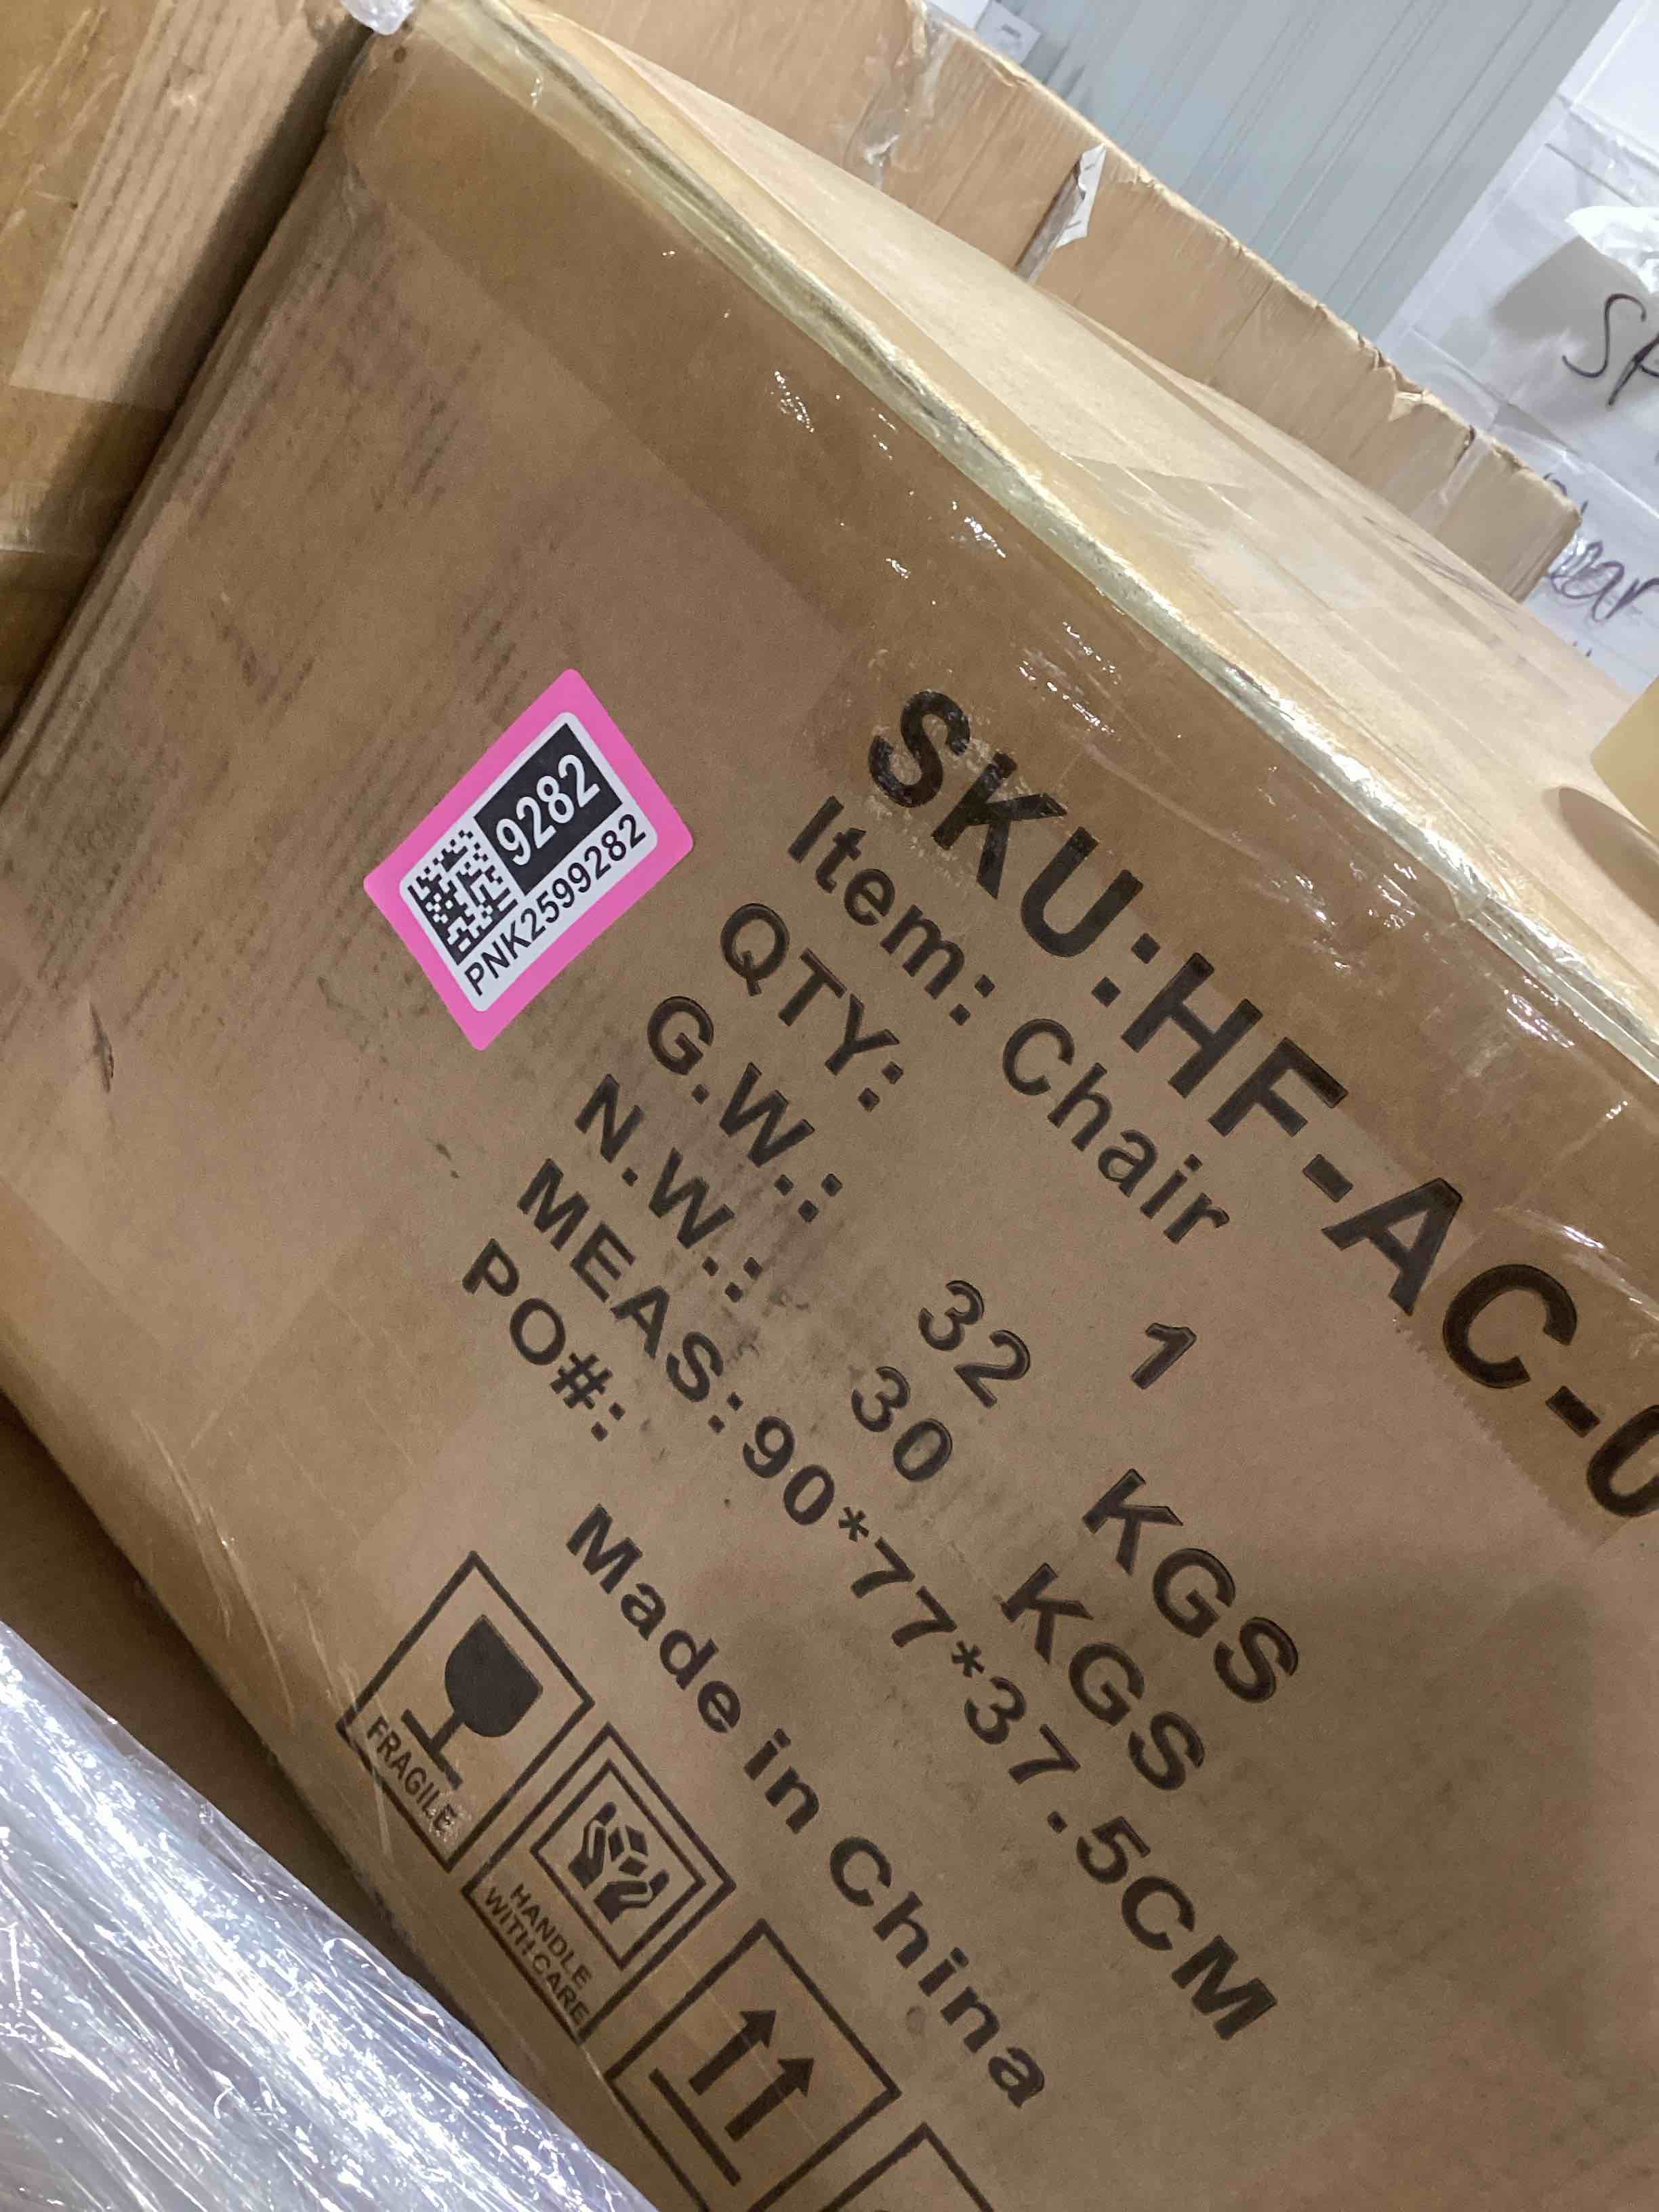 9282
PNK2599282
SKU:HF-AC-0
Item: Chair
QTY: 1
G.W.: 32 KGS
N.W.: 30 KGS
MEAS:90*77*37.5CM
PO#:
Made in China
FRAGILE
HANDLE
WITH CARE